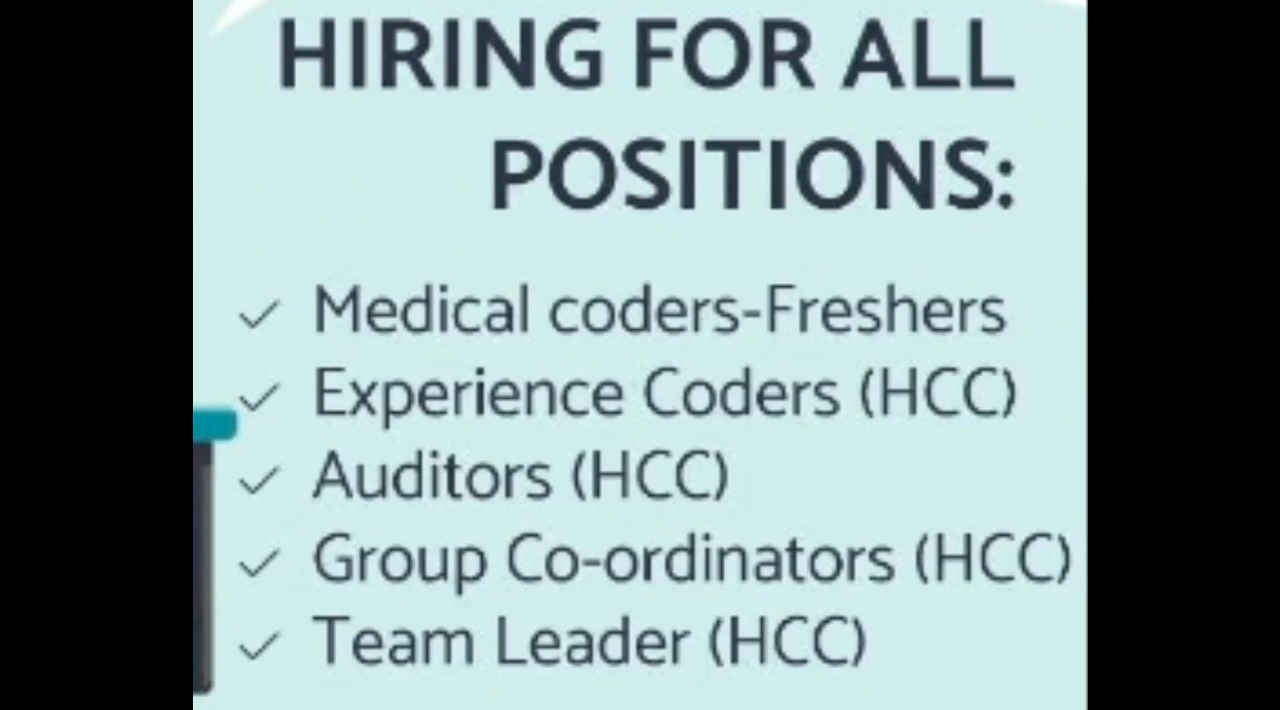 HIRING FOR ALL
POSITIONS:
Medical coders-Freshers
Experience Coders (HCC)
Auditors (HCC)
Group Co-ordinators (HCC)
Team Leader (HCC)